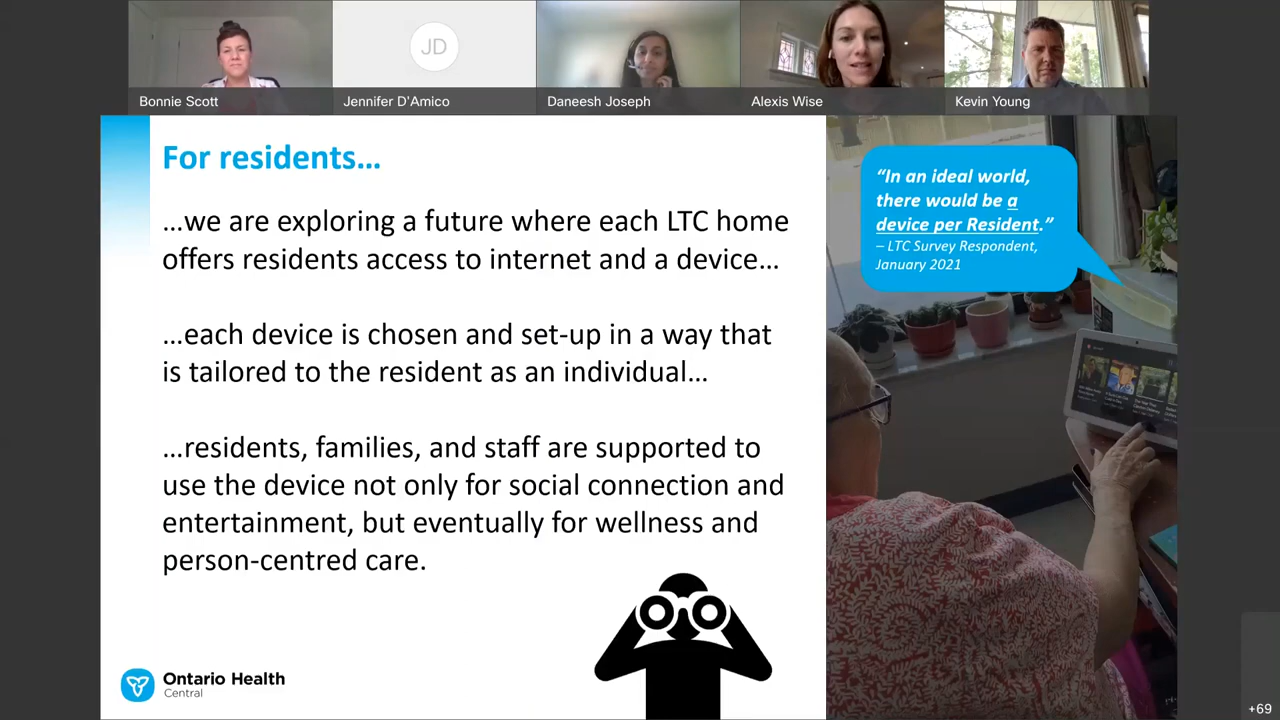 JD
Bonnie Scott
Jennifer D'Amico
Daneesh Joseph
Alexis Wise
Kevin Young
For residents…
…we are exploring a future where each LTC home
offers residents access to internet and a device…
…each device is chosen and set-up in a way that
is tailored to the resident as an individual…
…residents, families, and staff are supported to
use the device not only for social connection and
entertainment, but eventually for wellness and
person-centred care.
“In an ideal world,
there would be a
device per Resident.”
– LTC Survey Respondent,
January 2021
Ontario Health
Central
+69